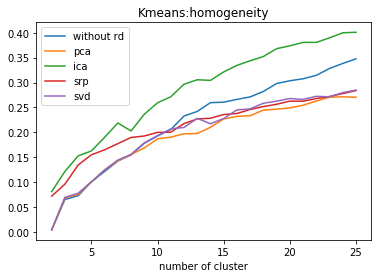 Kmeans:homogeneity
without rd
pca
ica
srp
svd
0.40
0.35
0.30
0.25
0.20
0.15
0.10
0.05
0.00
5 10 15 20 25
number of cluster